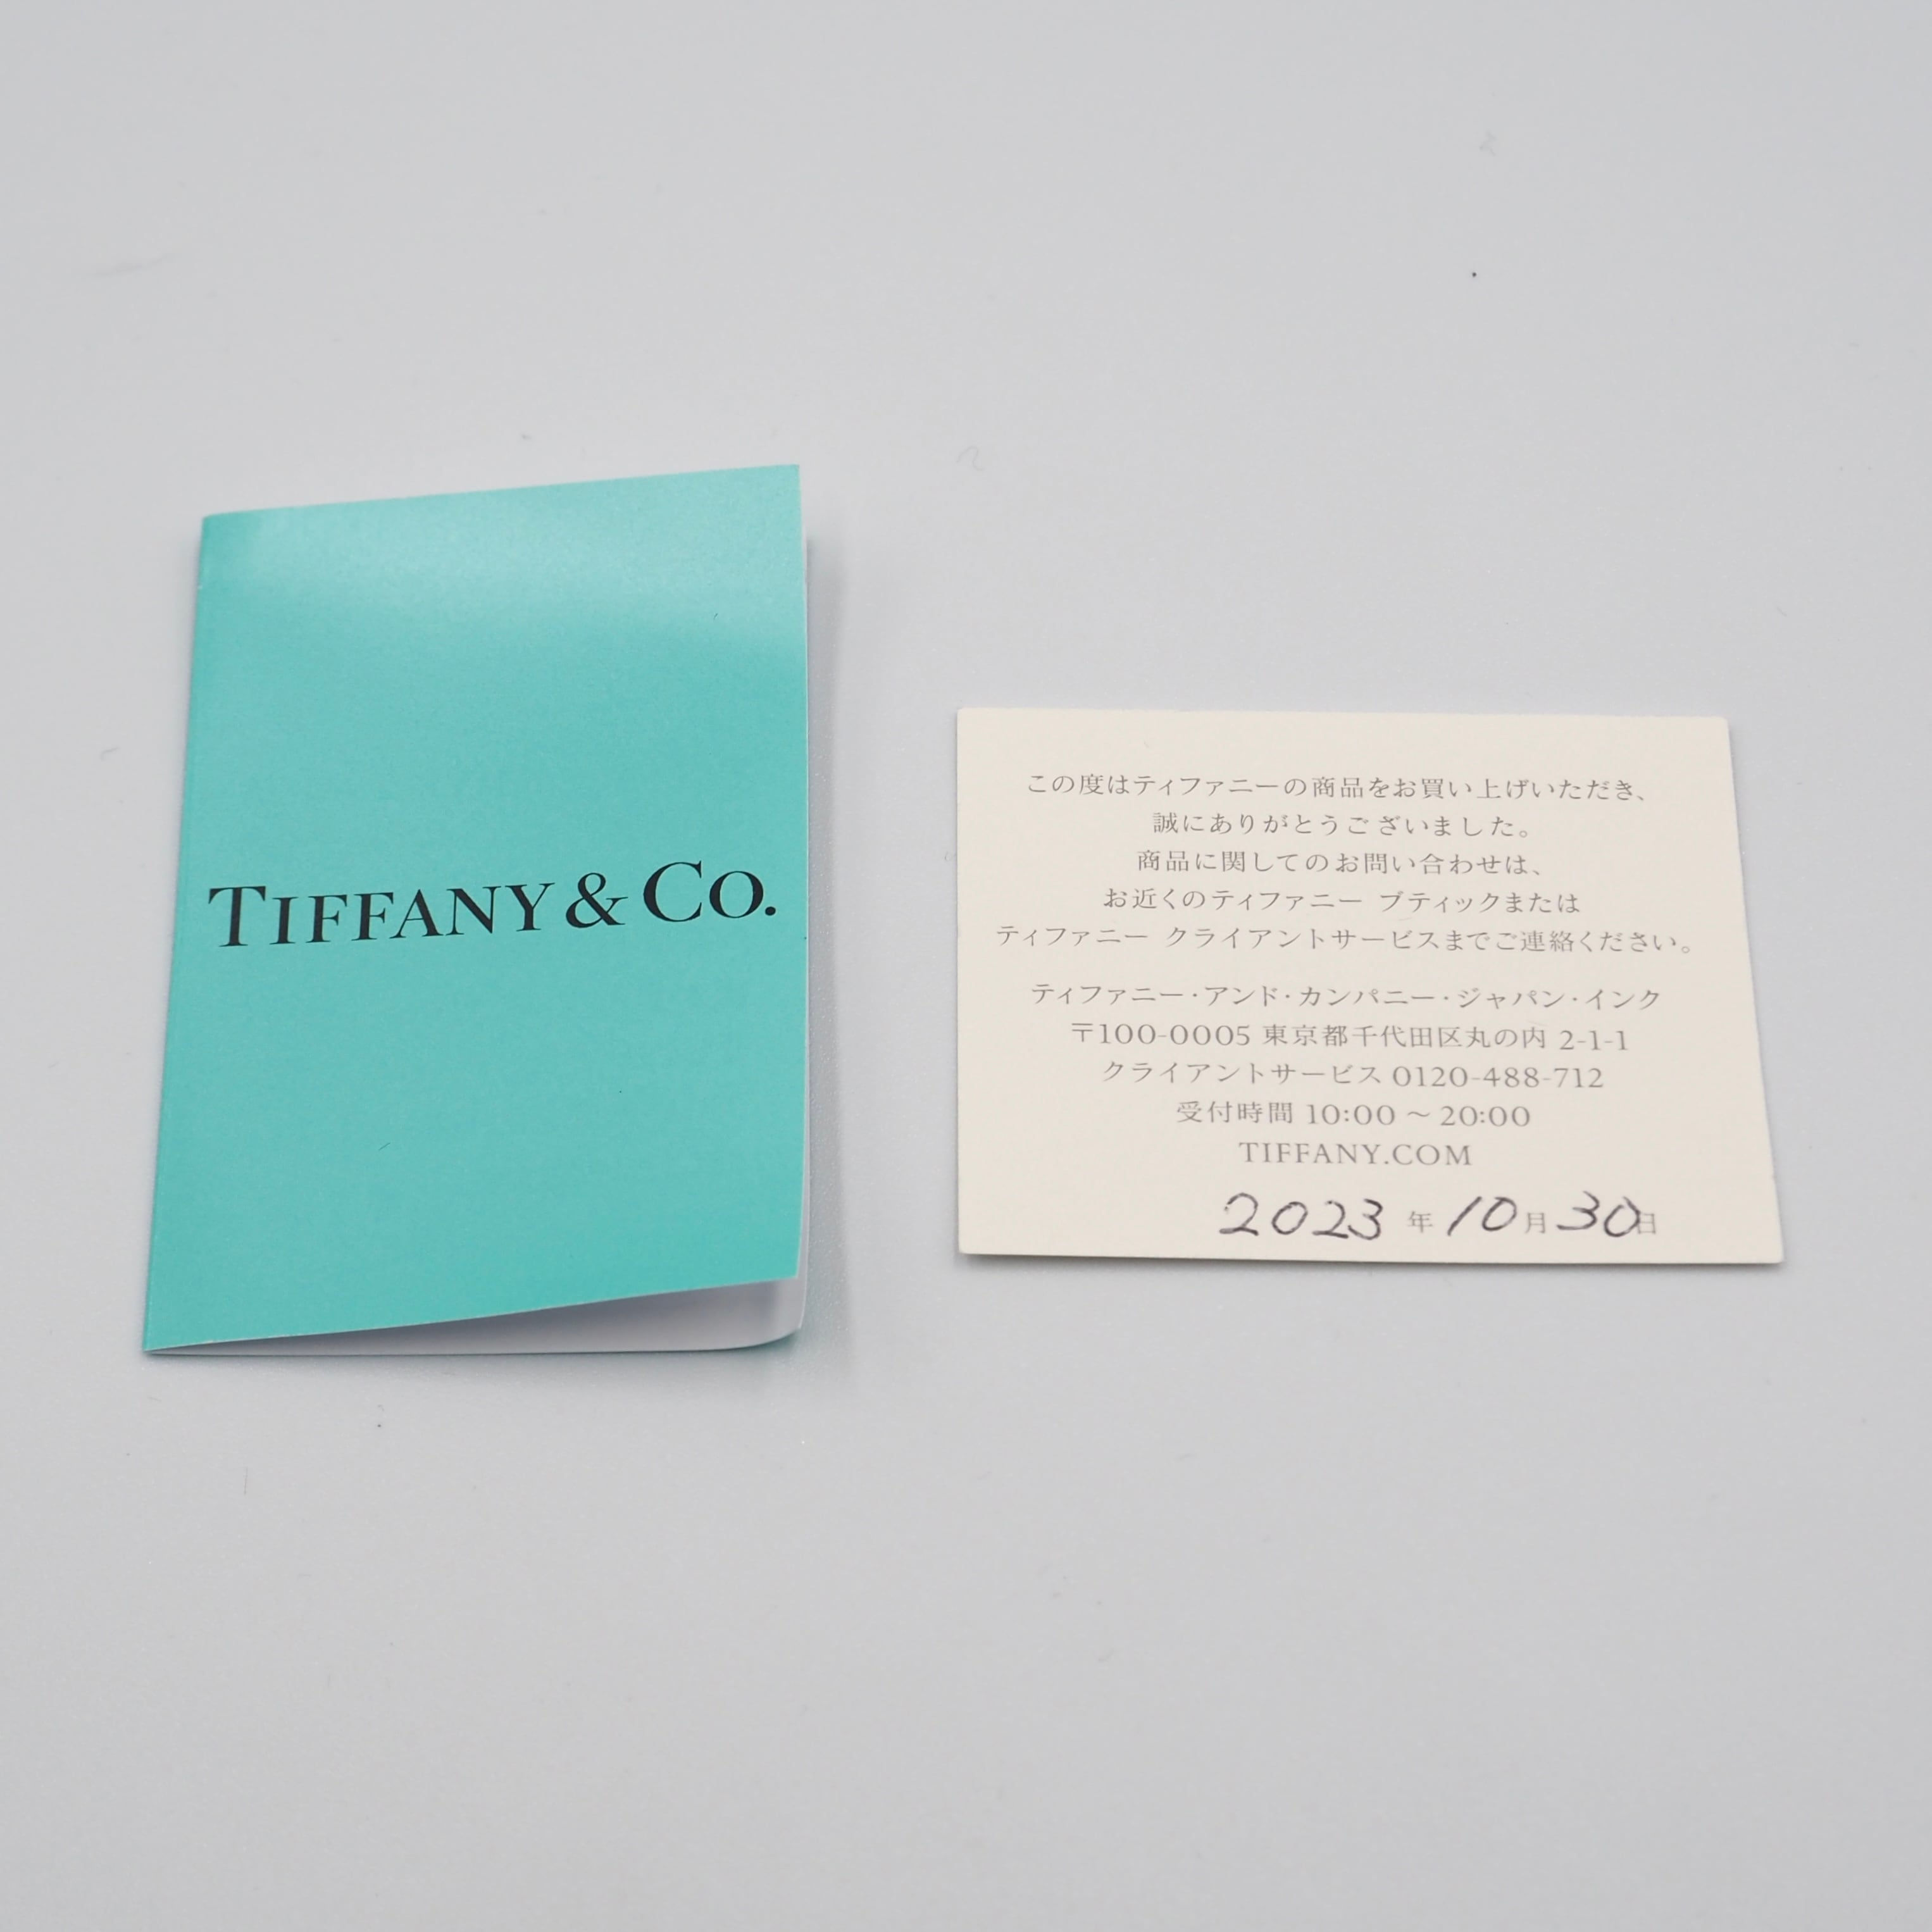 TIFFANY & CO.
この度はティファニーの商品をお買い上げいただき、
誠にありがとうございました。
商品に関してのお問い合わせは、
お近くのティファニー ブティックまたは
ティファニー クライアントサービスまでご連絡ください。
ティファニー・アンド・カンパニー・ジャパン・インク
〒100-0005 東京都千代田区丸の内 2-1-1
クライアントサービス 0120-488-712
受付時間 10:00 〜 20:00
TIFFANY.COM
2023 年 10 月 30 日